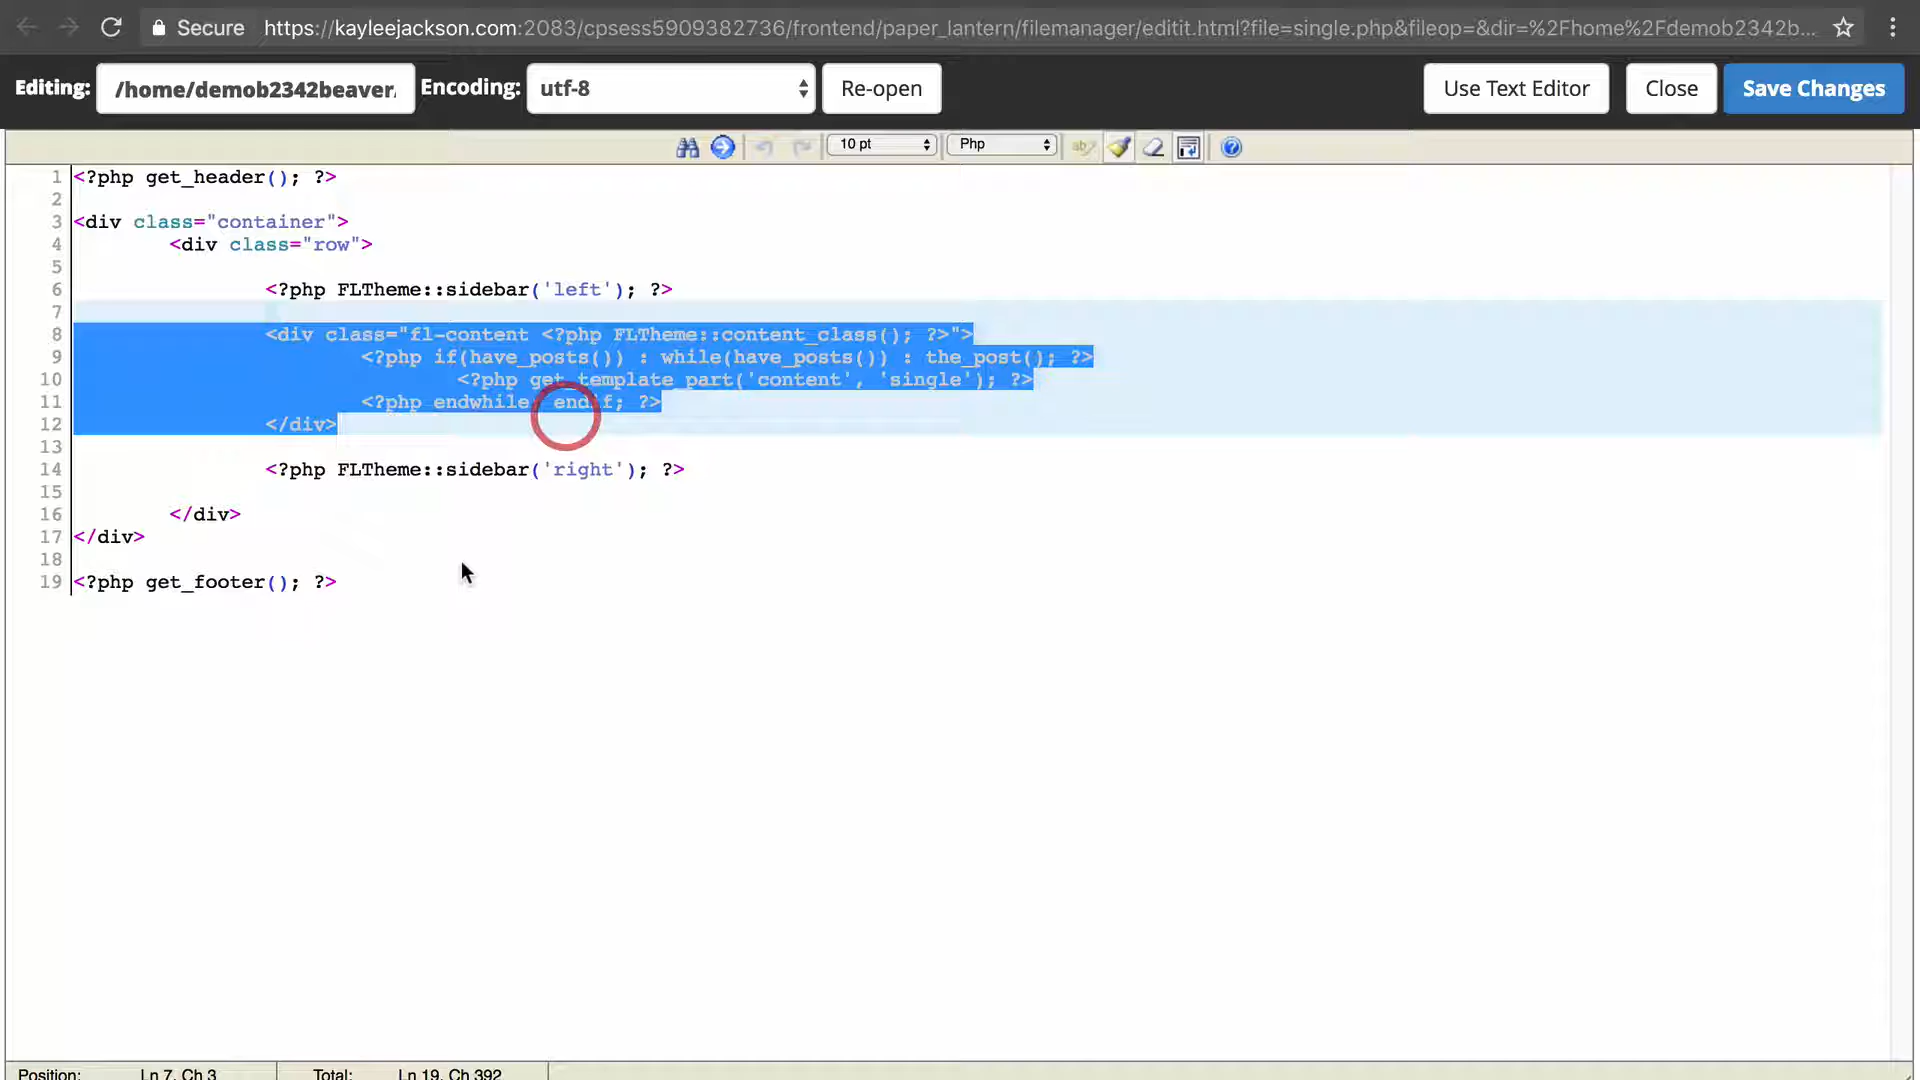 Secure https://kayleejackson.com:2083/cpsess5909382736/frontend/paper_lantern/filemanager/editit.html?file=single.php&fileop=&dir=%2Fhome%2Fdemob2342b...
Editing: /home/demob2342beaver, Encoding: utf-8 Re-open Use Text Editor Close Save Changes
10 pt Php
1 <?php get_header(); ?>
2
3 <div class="container">
4 <div class="row">
5
6 <?php FLTheme::sidebar('left'); ?>
7
8 <div class="fl-content <?php FLTheme::content_class(); ?>">
9 <?php if(have_posts()) : while(have_posts()) : the_post(); ?>
10 <?php get_template_part('content', 'single'); ?>
11 <?php endwhile; endif; ?>
12 </div>
13
14 <?php FLTheme::sidebar('right'); ?>
15
16 </div>
17 </div>
18
19 <?php get_footer(); ?>
Position: Ln 7, Ch 3 Total: Ln 19, Ch 392